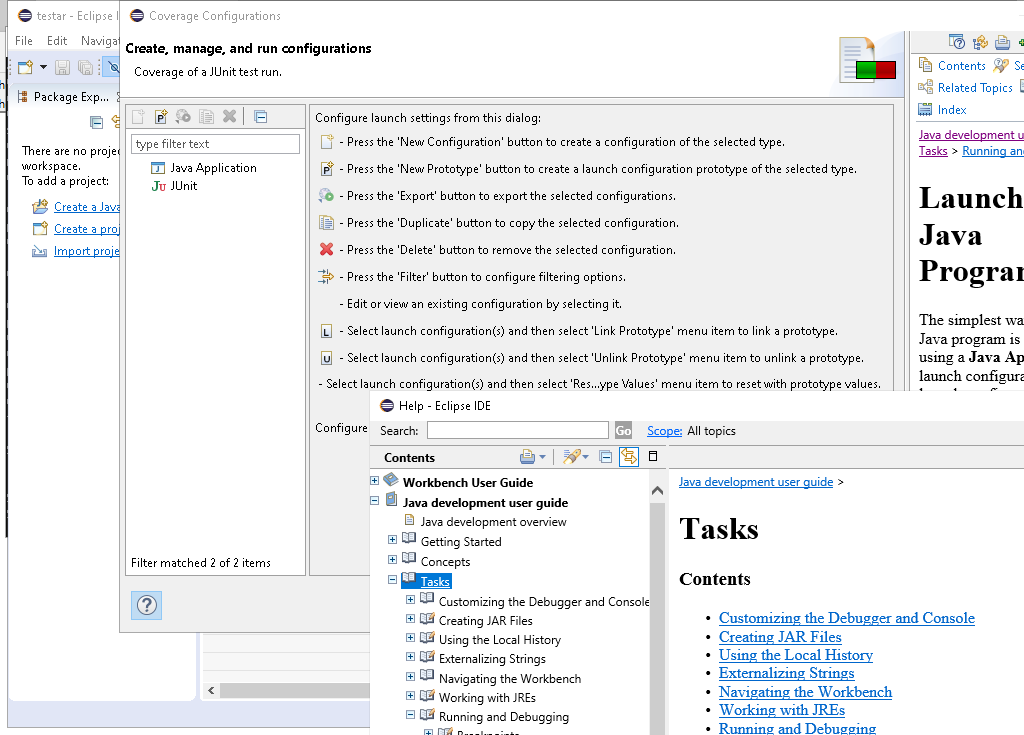 testar - Eclipse I
File Edit Navigat
Package Exp...
There are no projec
workspace.
To add a project:
Create a Java
Create a proj
Import proje
Coverage Configurations
Create, manage, and run configurations
Coverage of a JUnit test run.
type filter text
Java Application
JUnit
Filter matched 2 of 2 items
Configure launch settings from this dialog:
- Press the 'New Configuration' button to create a configuration of the selected type.
- Press the 'New Prototype' button to create a launch configuration prototype of the selected type.
- Press the 'Export' button to export the selected configurations.
- Press the 'Duplicate' button to copy the selected configuration.
- Press the 'Delete' button to remove the selected configuration.
- Press the 'Filter' button to configure filtering options.
- Edit or view an existing configuration by selecting it.
L - Select launch configuration(s) and then select 'Link Prototype' menu item to link a prototype.
U - Select launch configuration(s) and then select 'Unlink Prototype' menu item to unlink a prototype.
- Select launch configuration(s) and then select 'Res...ype Values' menu item to reset with prototype values.
Configure
Contents Se
Related Topics
Index
Java development u
Tasks > Running an
Launch
Java
Program
The simplest wa
Java program is
using a Java Ap
launch configura
Help - Eclipse IDE
Search: Go Scope: All topics
Contents
Workbench User Guide
Java development user guide
Java development overview
Getting Started
Concepts
Tasks
Customizing the Debugger and Console
Creating JAR Files
Using the Local History
Externalizing Strings
Navigating the Workbench
Working with JREs
Running and Debugging
Breakpoints
Java development user guide >
Tasks
Contents
• Customizing the Debugger and Console
• Creating JAR Files
• Using the Local History
• Externalizing Strings
• Navigating the Workbench
• Working with JREs
• Running and Debugging